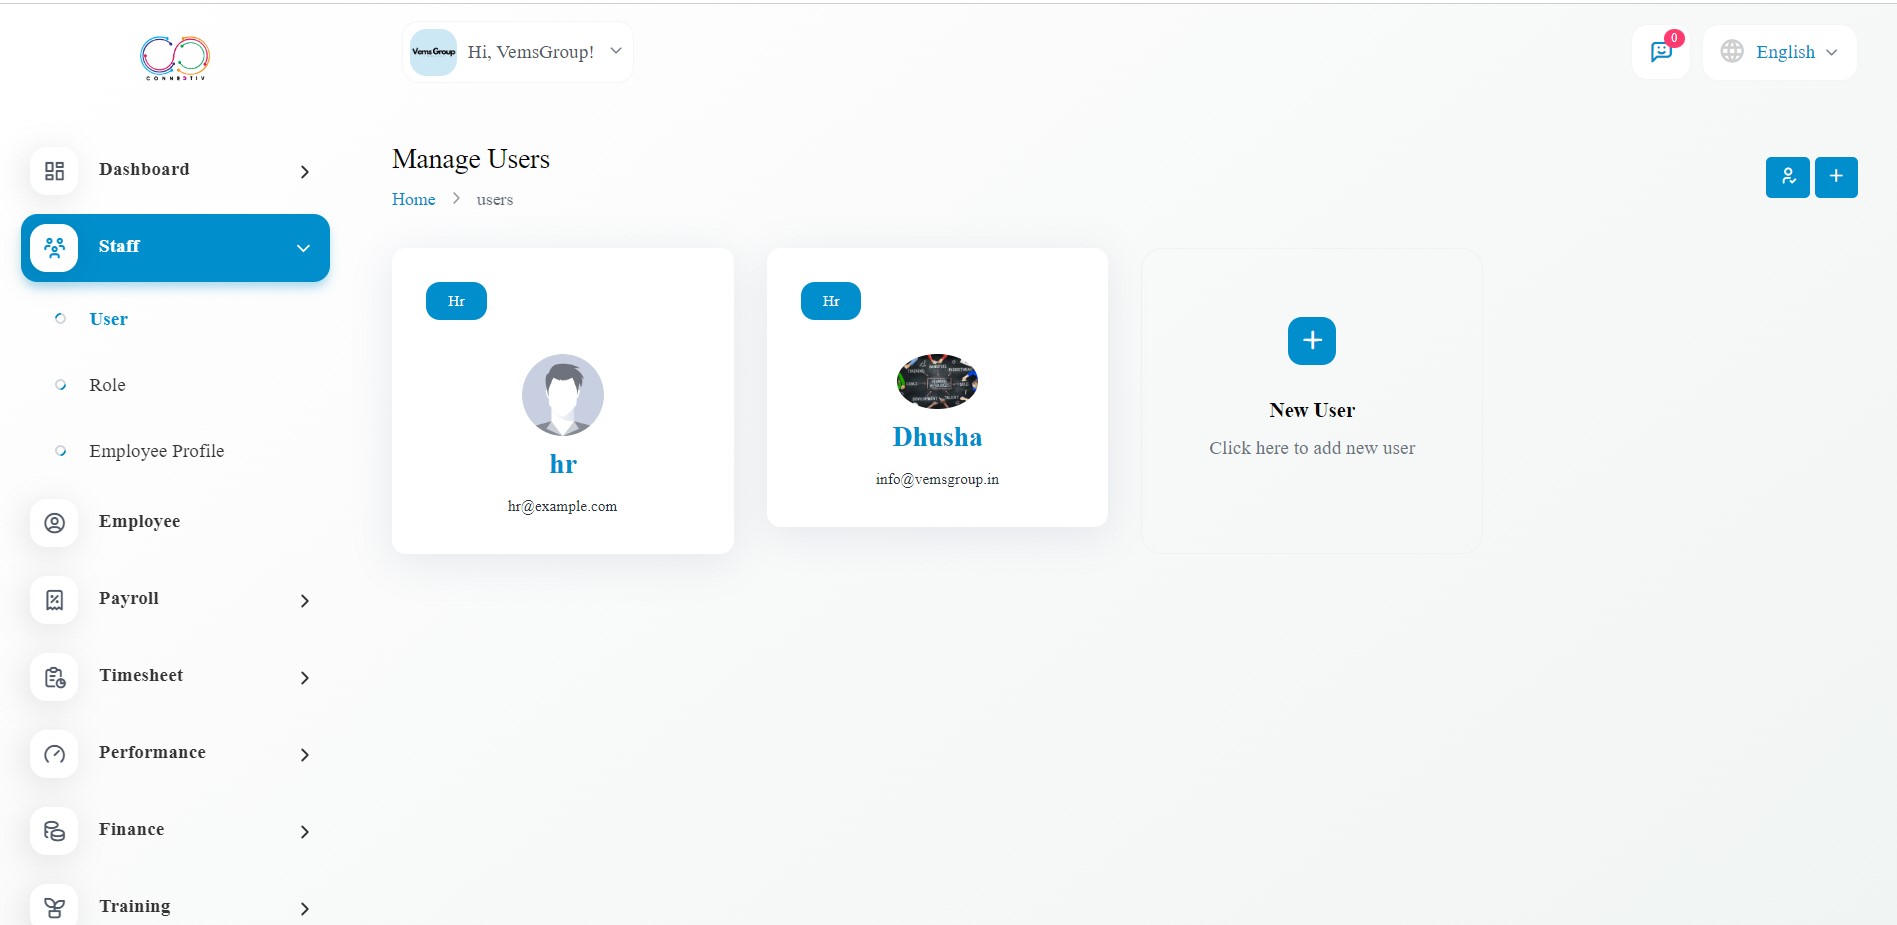 CONNECTIV
Vems Group
Hi, VemsGroup!
0
English
Dashboard
Staff
User
Role
Employee Profile
Employee
Payroll
Timesheet
Performance
Finance
Training
Manage Users
Home
users
Hr
hr
hr@example.com
Hr
Dhusha
info@vemsgroup.in
New User
Click here to add new user